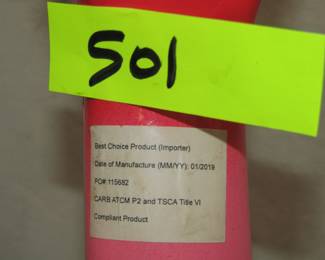 501
Best Choice Product (Importer)
Date of Manufacture (MM/YY): 01/2019
PO# 115682
CARB ATCM P2 and TSCA Title VI
Compliant Product